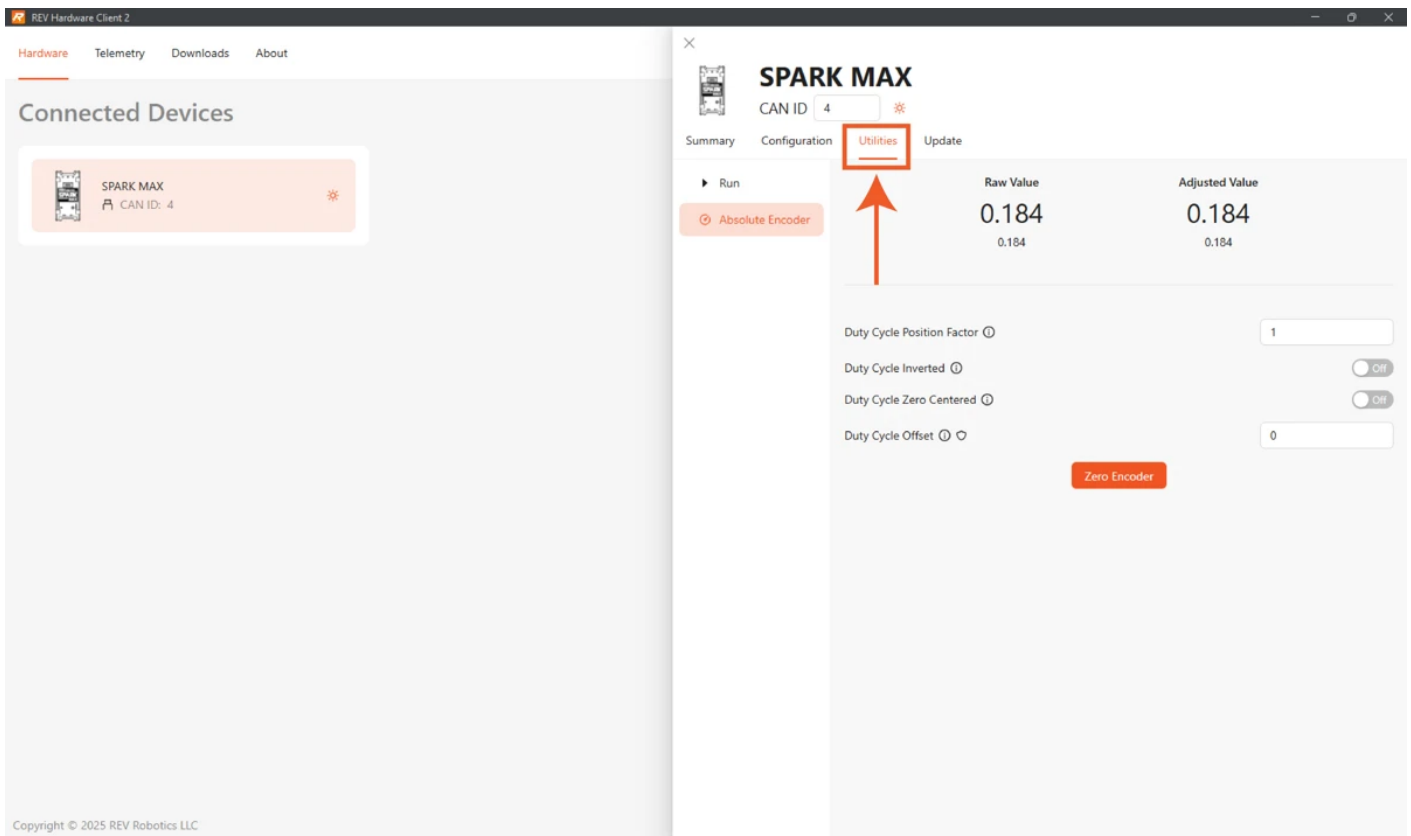 REV Hardware Client 2
Hardware Telemetry Downloads About
Connected Devices
SPARK MAX
CAN ID: 4
SPARK MAX
CAN ID 4
Summary Configuration Utilities Update
Run
Absolute Encoder
Raw Value Adjusted Value
0.184 0.184
0.184 0.184
Duty Cycle Position Factor 1
Duty Cycle Inverted Off
Duty Cycle Zero Centered Off
Duty Cycle Offset 0
Zero Encoder
Copyright © 2025 REV Robotics LLC